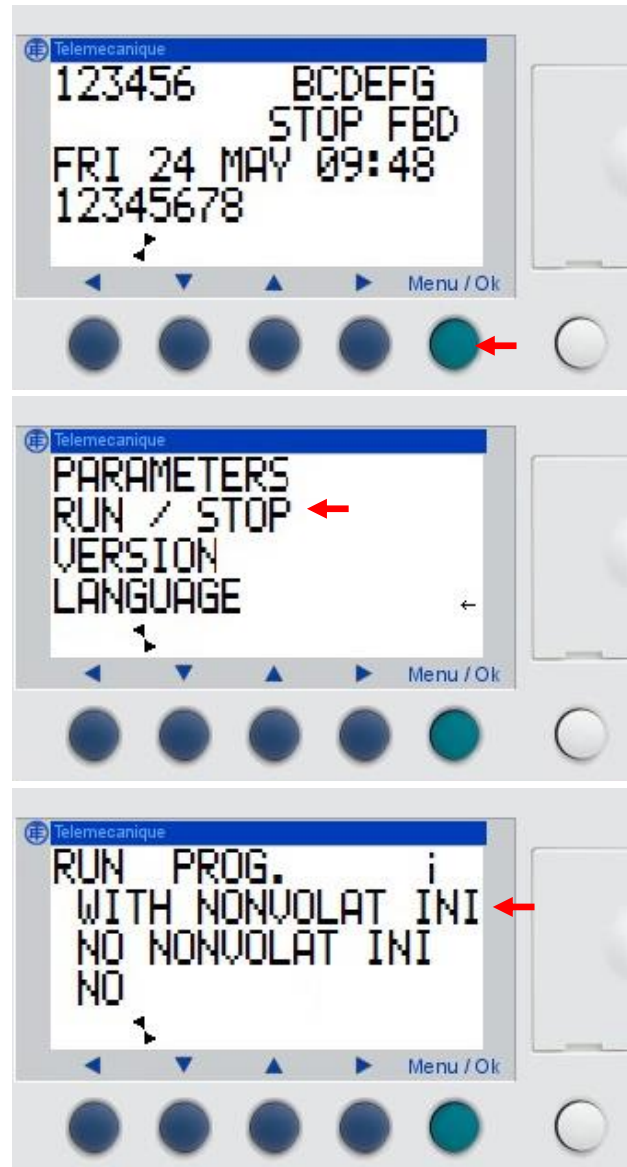 Telemecanique
123456 BCDEFG
STOP FBD
FRI 24 MAY 09:48
12345678
Menu / Ok
Telemecanique
PARAMETERS
RUN / STOP
VERSION
LANGUAGE
Menu / Ok
Telemecanique
RUN PROG. i
WITH NONVOLAT INI
NO NONVOLAT INI
NO
Menu / Ok